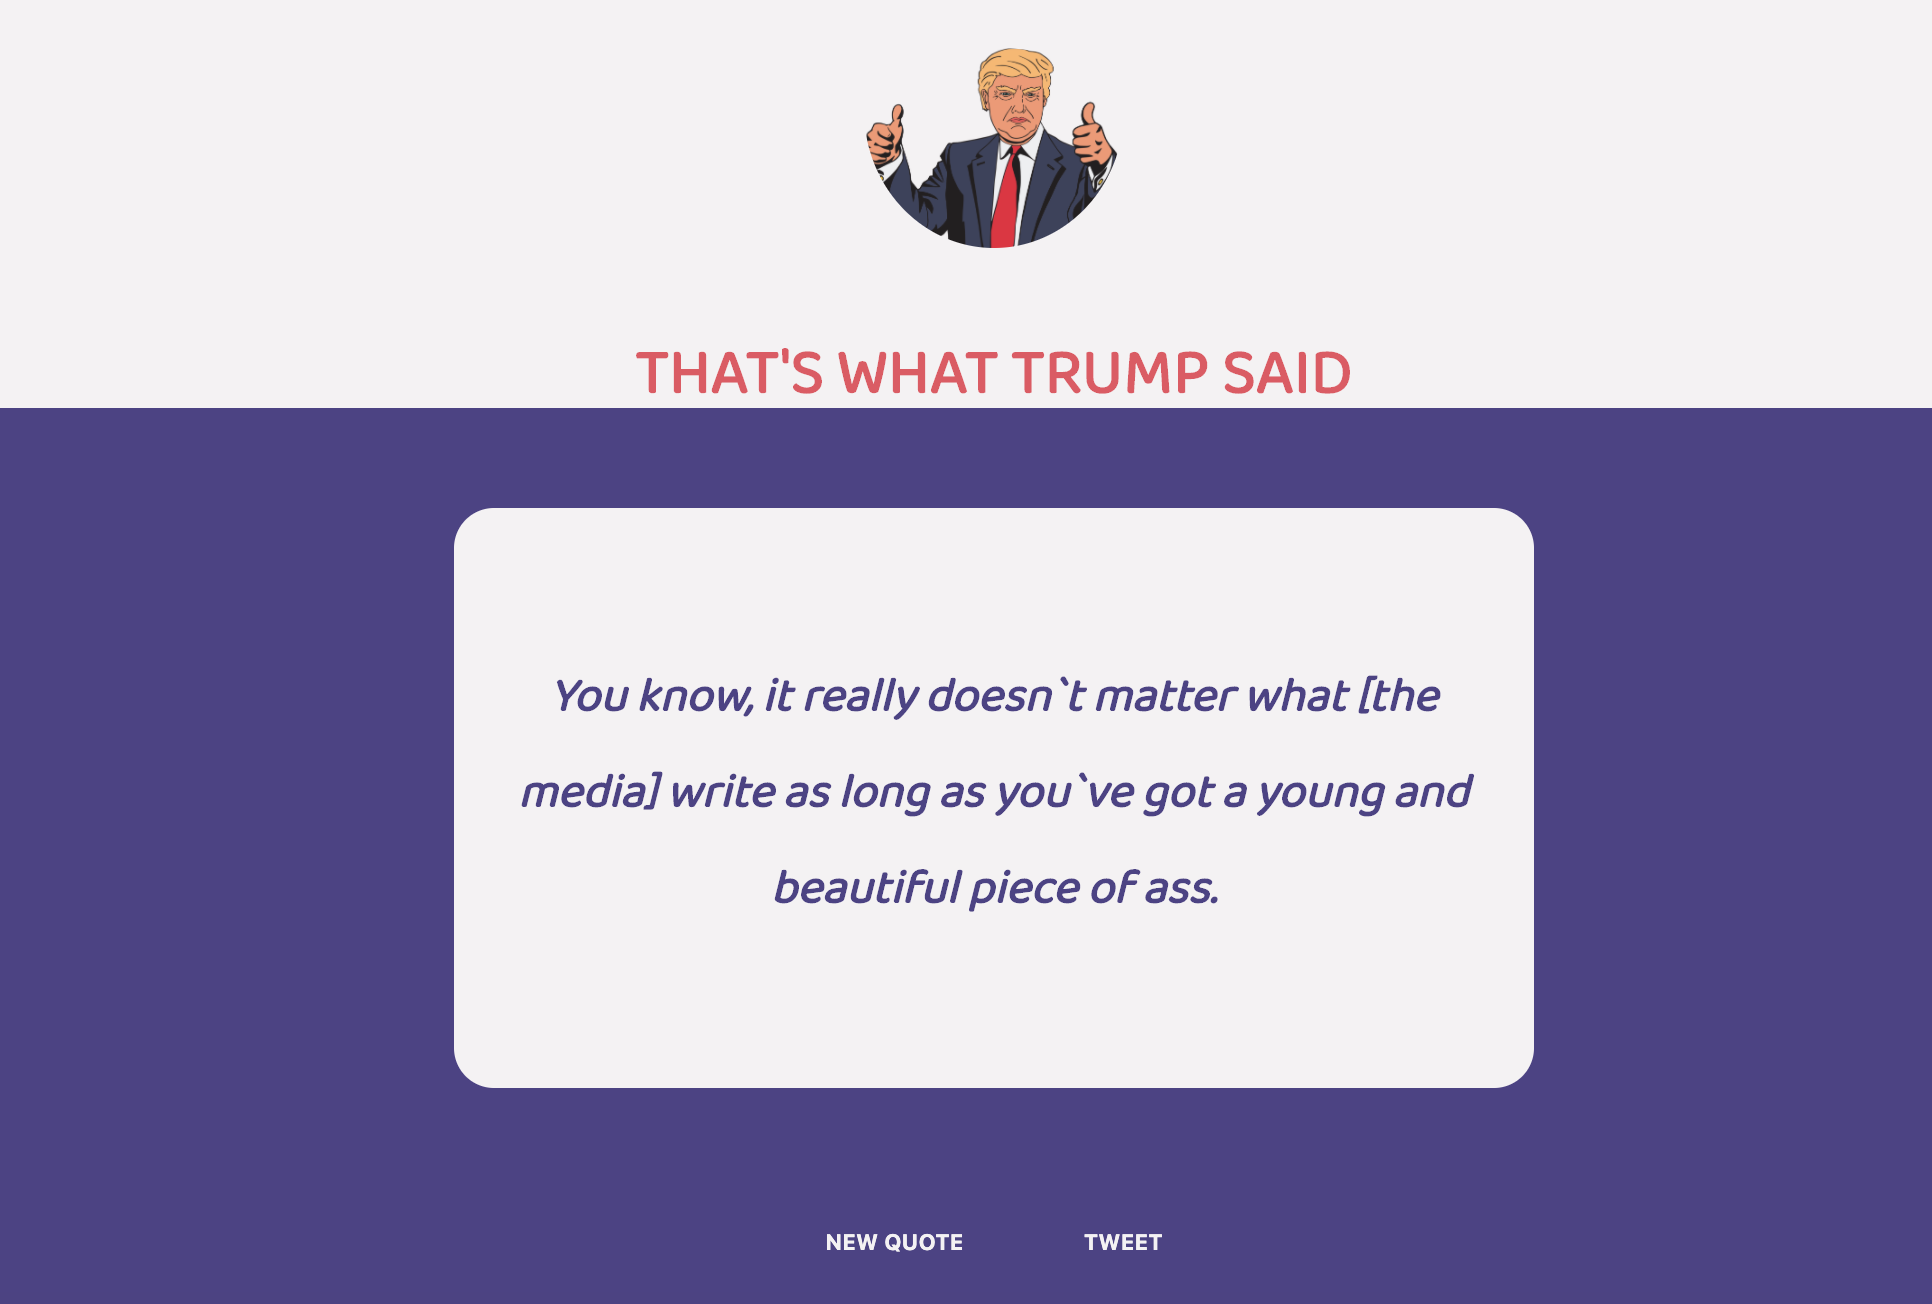 THAT'S WHAT TRUMP SAID
You know, it really doesn`t matter what [the
media] write as long as you`ve got a young and
beautiful piece of ass.
NEW QUOTE
TWEET